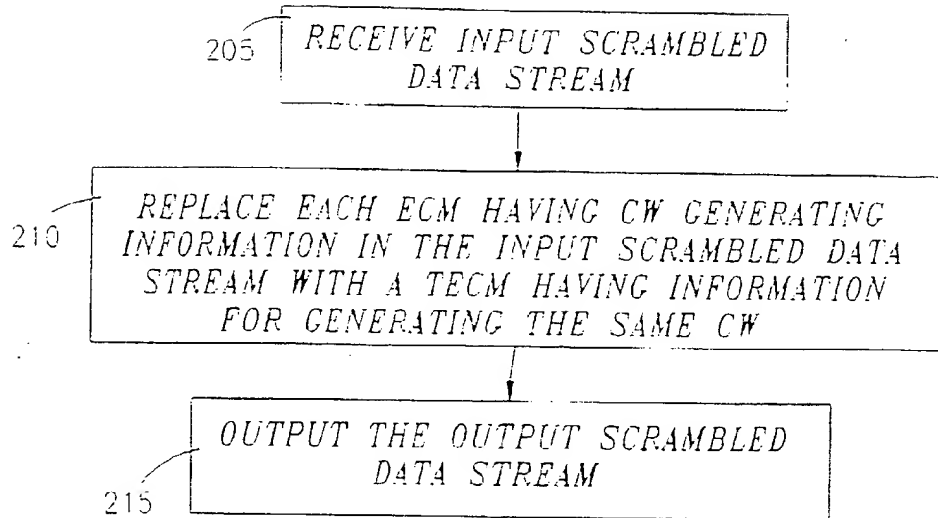 205
RECEIVE INPUT SCRAMBLED
DATA STREAM
210
REPLACE EACH ECM HAVING CW GENERATING
INFORMATION IN THE INPUT SCRAMBLED DATA
STREAM WITH A TECM HAVING INFORMATION
FOR GENERATING THE SAME CW
OUTPUT THE OUTPUT SCRAMBLED
DATA STREAM
215